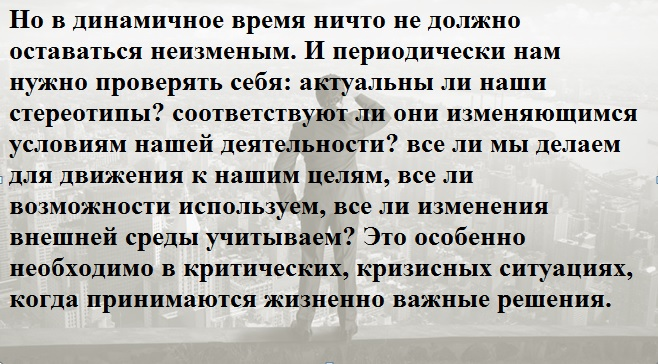 Но в динамичное время ничто не должно
оставаться неизменым. И периодически нам
нужно проверять себя: актуальны ли наши
стереотипы? соответствуют ли они изменяющимся
условиям нашей деятельности? все ли мы делаем
для движения к нашим целям, все ли
возможности используем, все ли изменения
внешней среды учитываем? Это особенно
необходимо в критических, кризисных ситуациях,
когда принимаются жизненно важные решения.